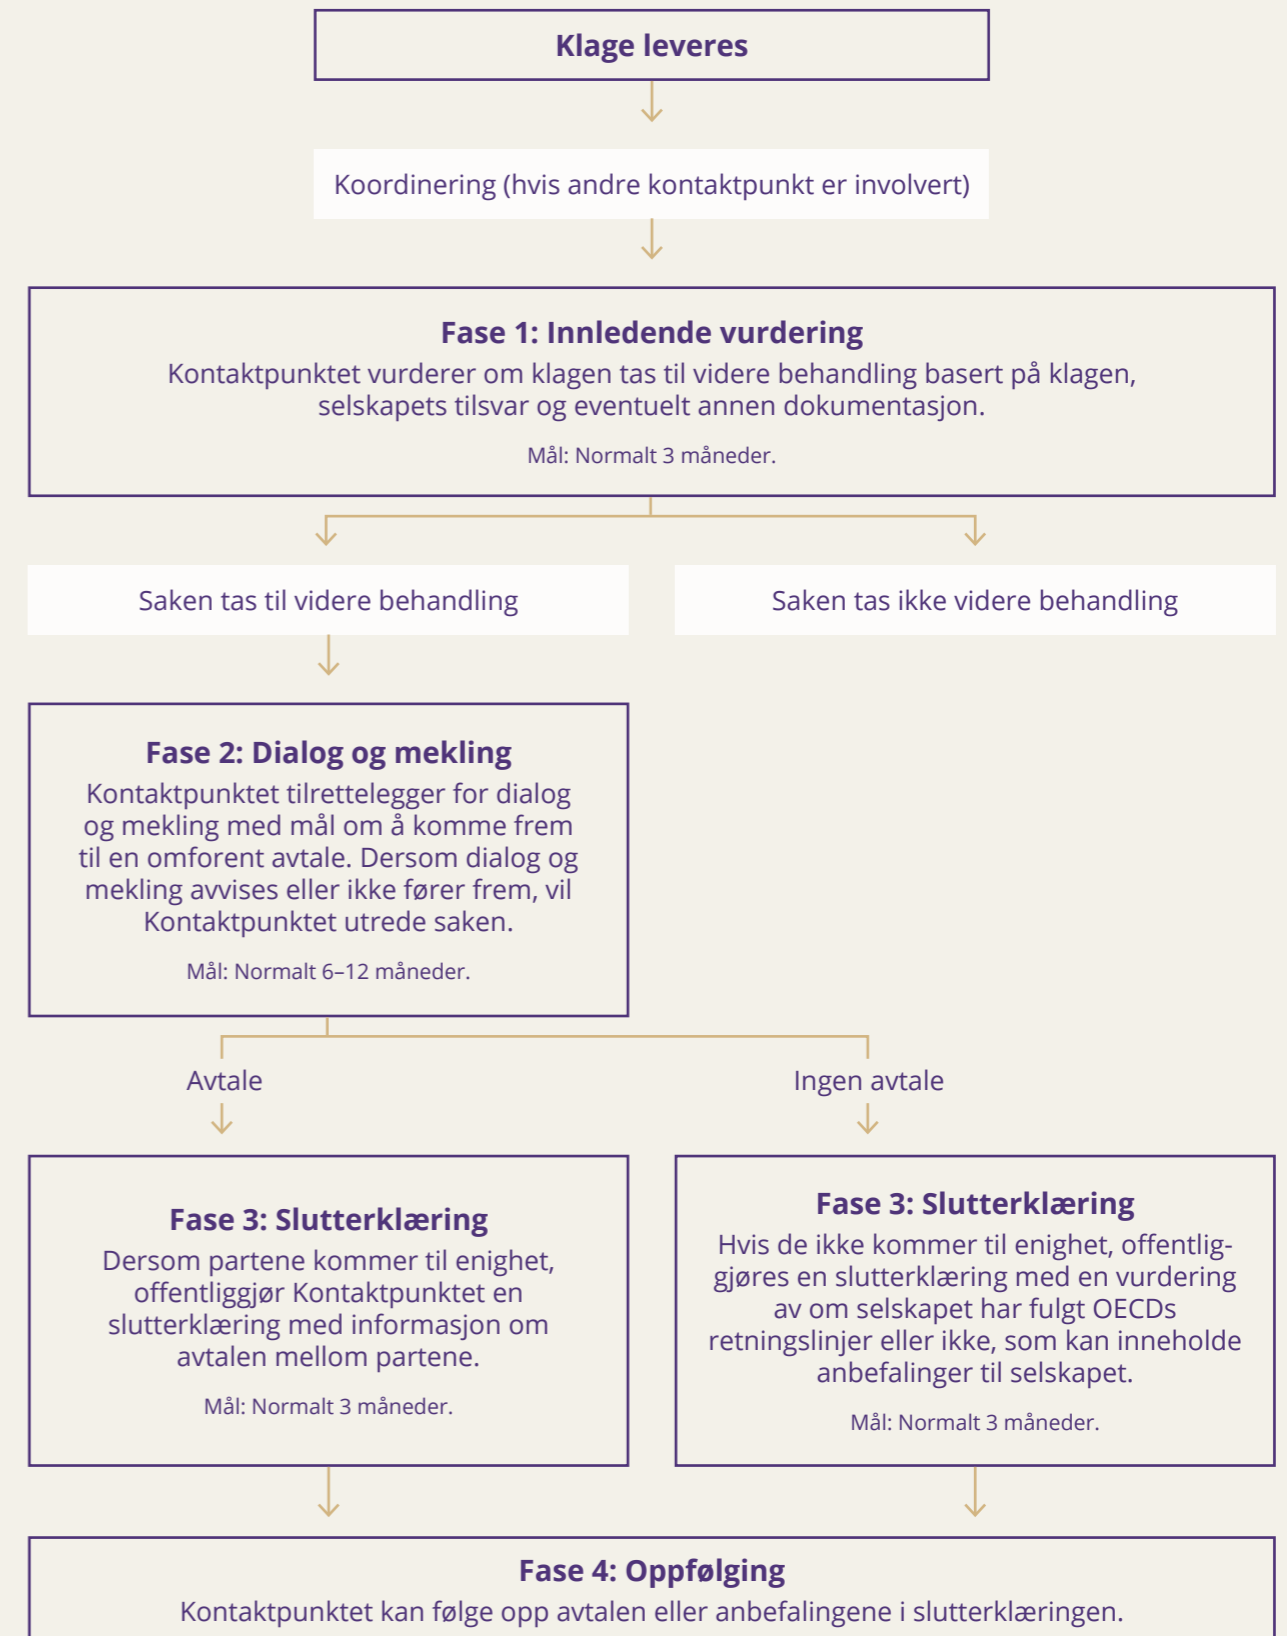 Klage leveres
Koordinering (hvis andre kontaktpunkt er involvert)
Fase 1: Innledende vurdering
Kontaktpunktet vurderer om klagen tas til videre behandling basert på klagen,
selskapets tilsvar og eventuelt annen dokumentasjon.
Mål: Normalt 3 måneder.
Saken tas til videre behandling
Saken tas ikke videre behandling
Fase 2: Dialog og mekling
Kontaktpunktet tilrettelegger for dialog
og mekling med mål om å komme frem
til en omforent avtale. Dersom dialog og
mekling avvises eller ikke fører frem, vil
Kontaktpunktet utrede saken.
Mål: Normalt 6–12 måneder.
Avtale
Ingen avtale
Fase 3: Slutterklæring
Dersom partene kommer til enighet,
offentliggjør Kontaktpunktet en
slutterklæring med informasjon om
avtalen mellom partene.
Mål: Normalt 3 måneder.
Fase 3: Slutterklæring
Hvis de ikke kommer til enighet, offentlig-
gjøres en slutterklæring med en vurdering
av om selskapet har fulgt OECDs
retningslinjer eller ikke, som kan inneholde
anbefalinger til selskapet.
Mål: Normalt 3 måneder.
Fase 4: Oppfølging
Kontaktpunktet kan følge opp avtalen eller anbefalingene i slutterklæringen.